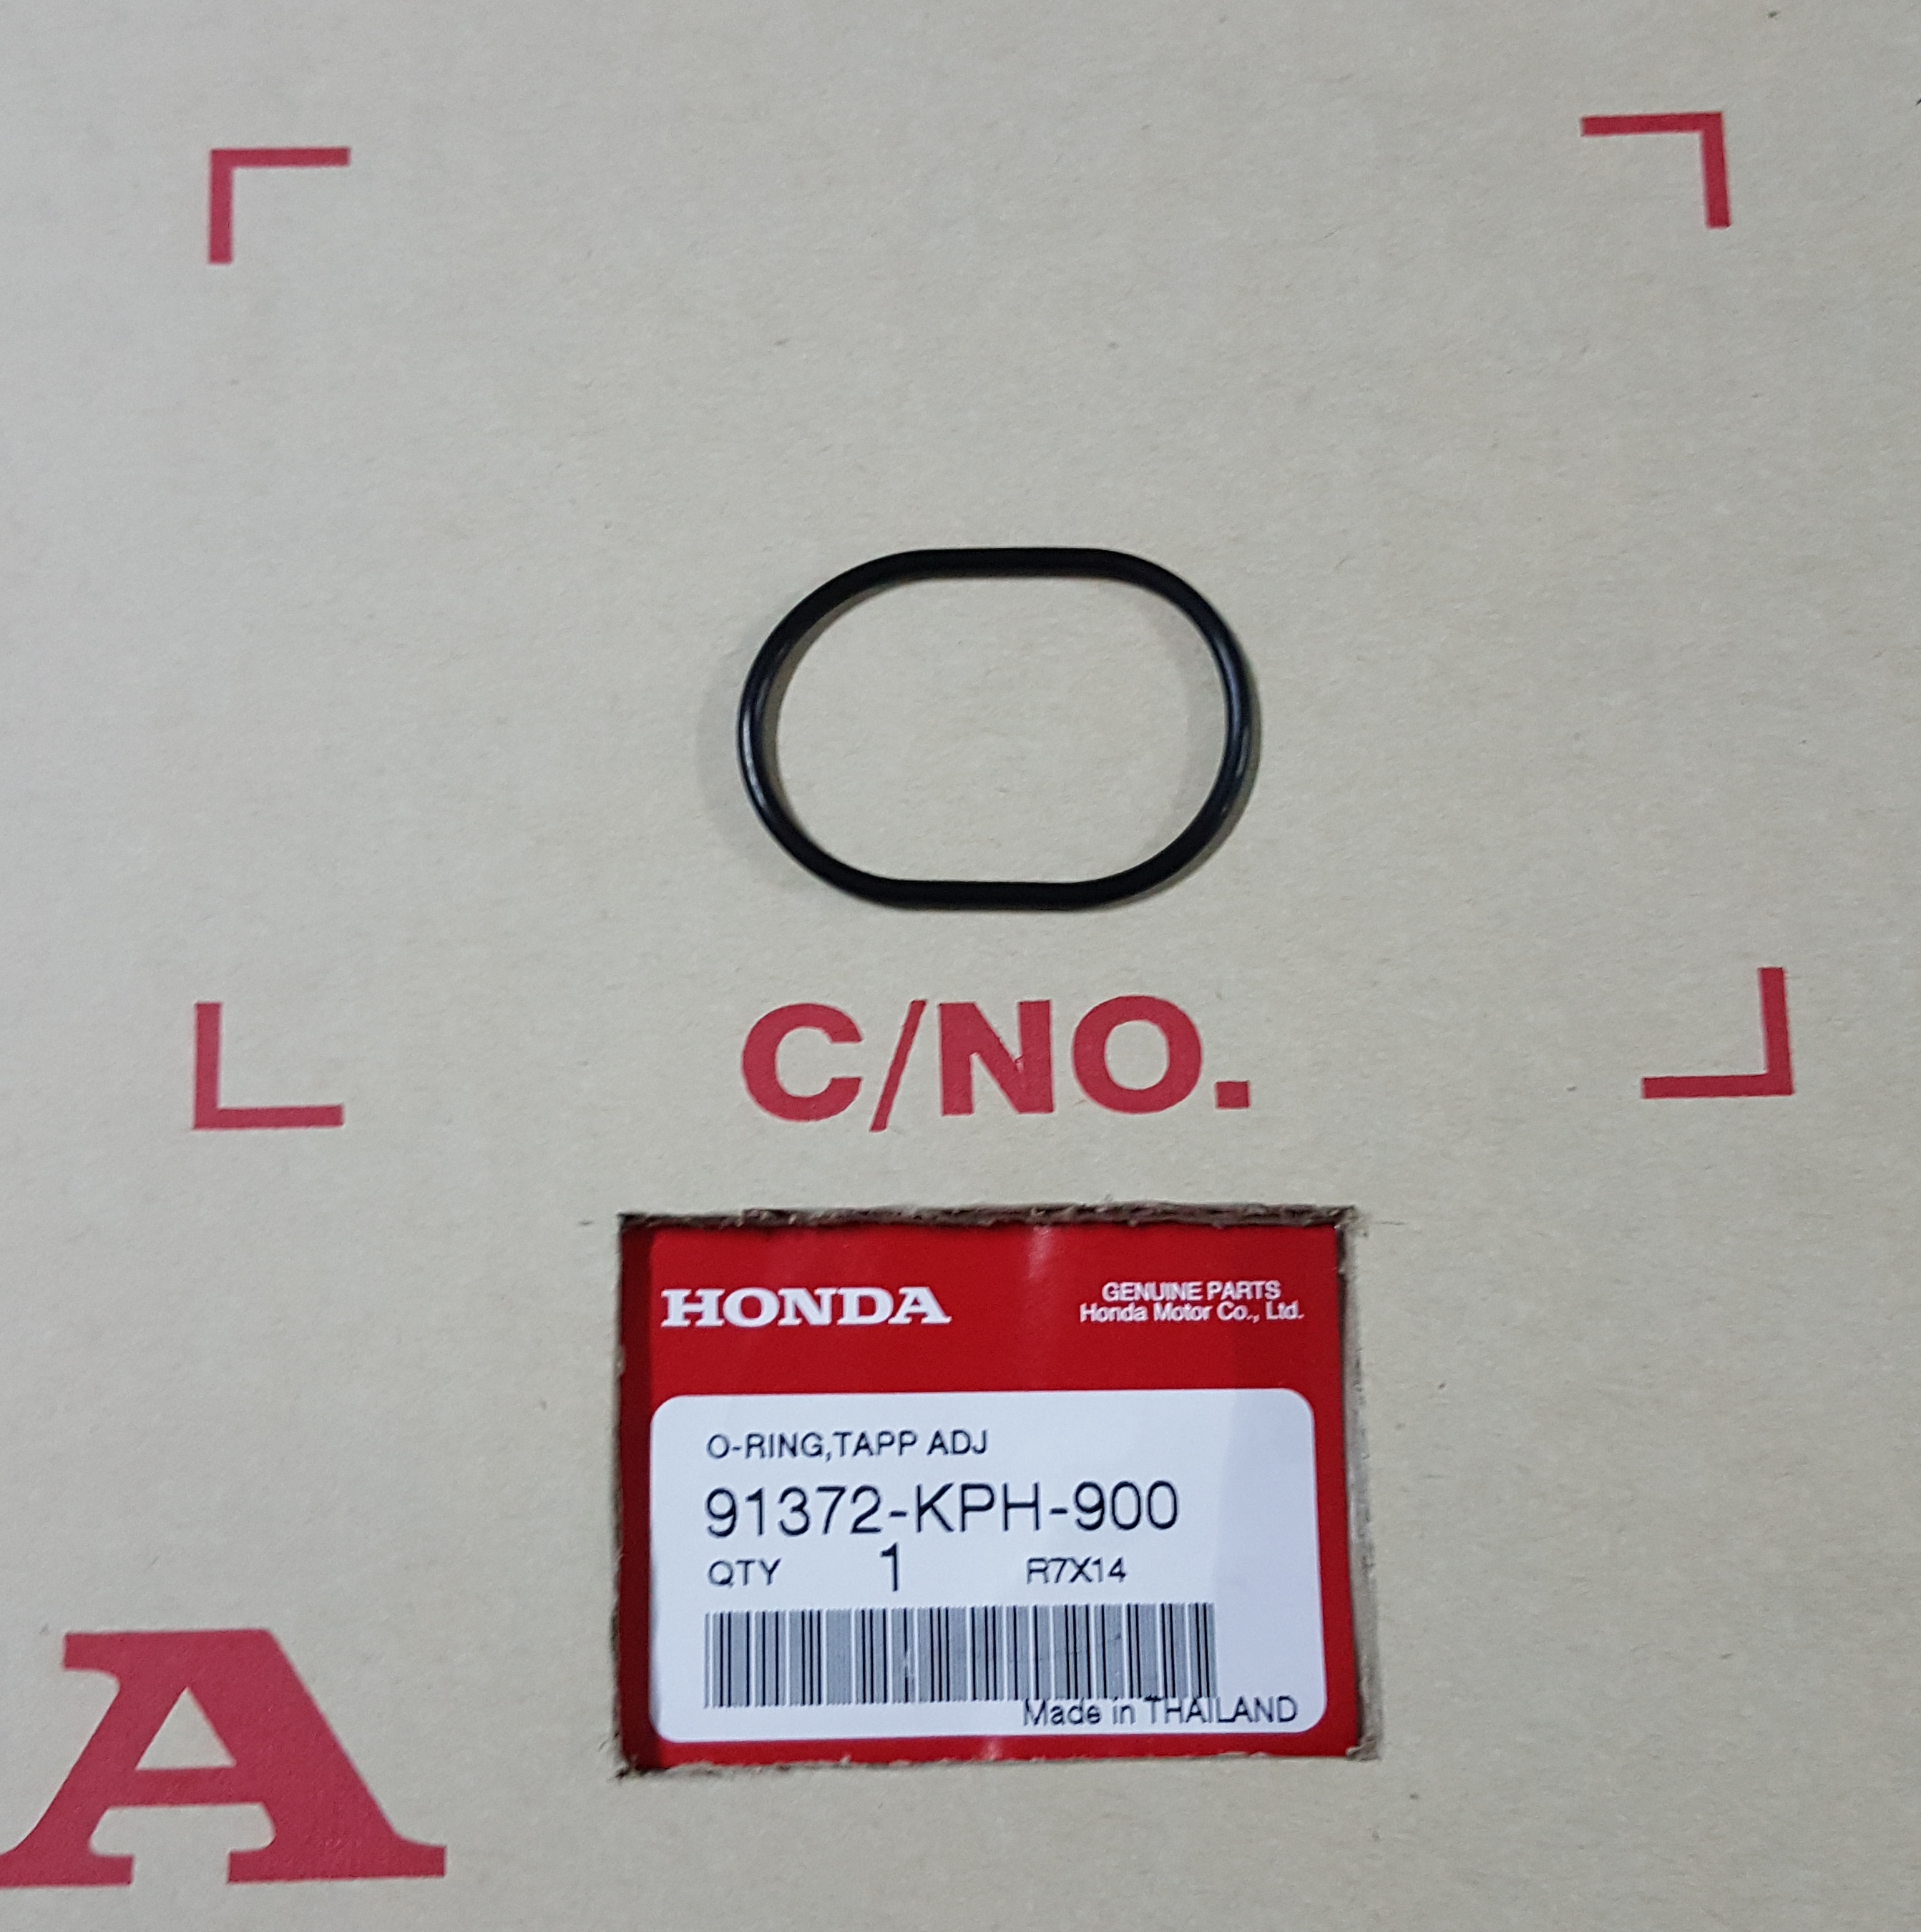 C/NO.
HONDA
GENUINE PARTS
Honda Motor Co., Ltd.
O-RING,TAPP ADJ
91372-KPH-900
QTY 1 R7X14
Made in THAILAND
A